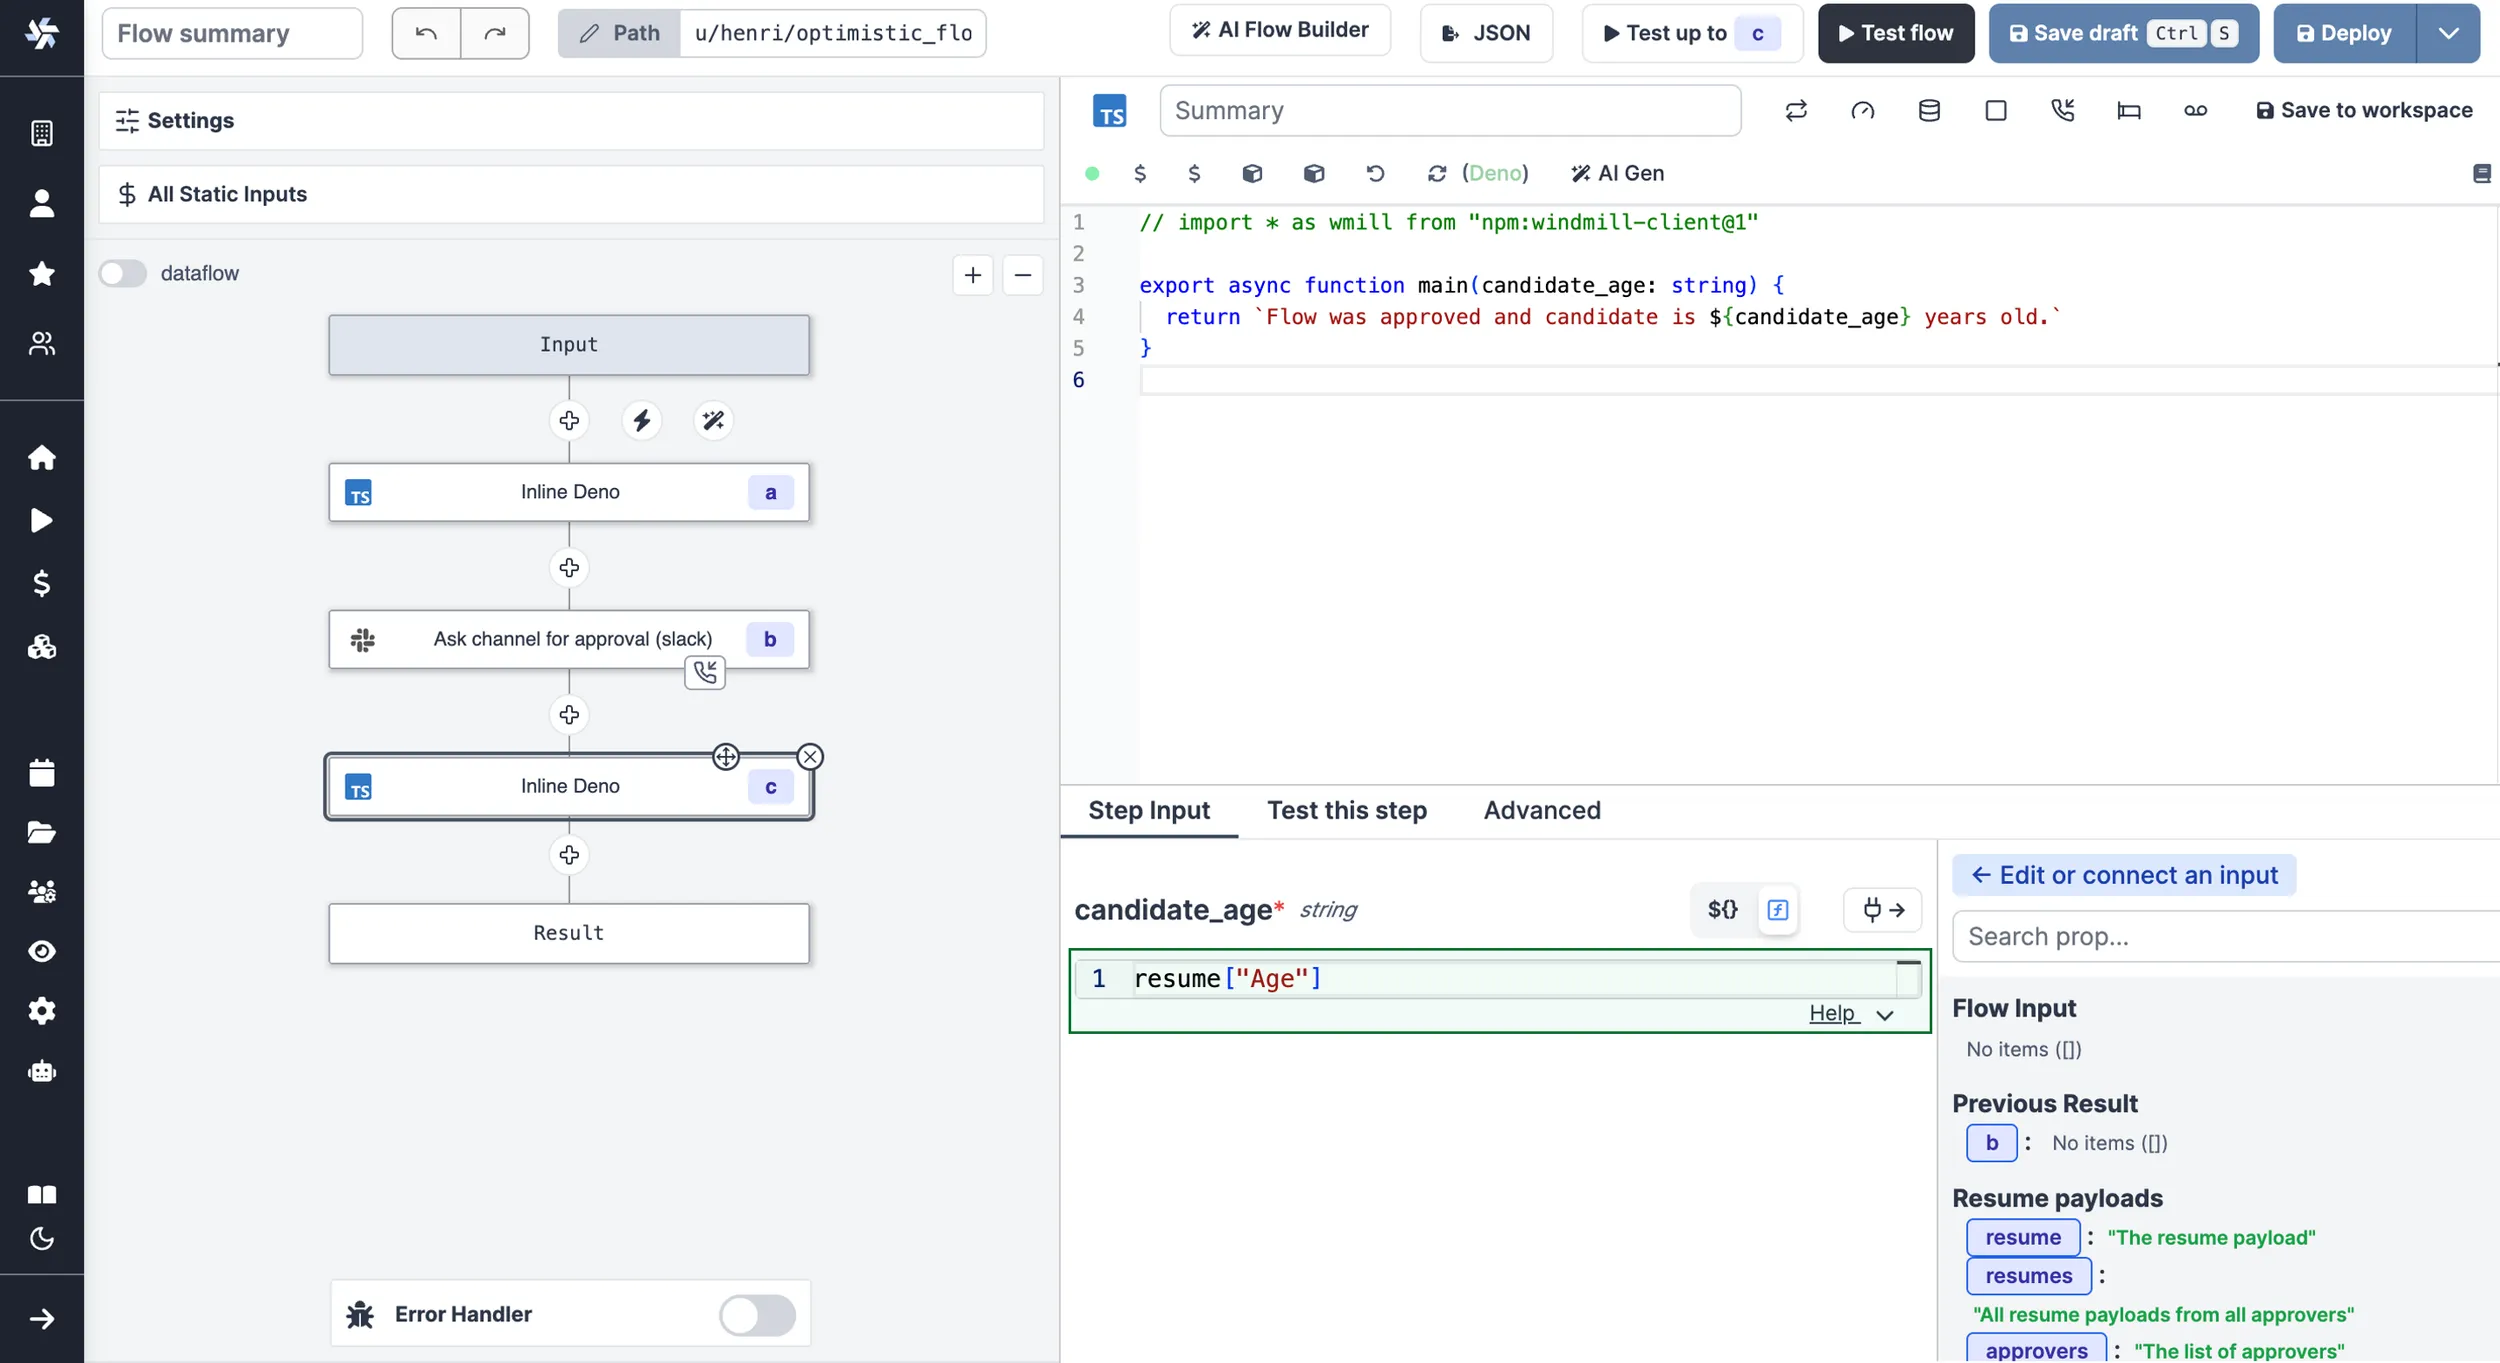 Flow summary
Path u/henri/optimistic_flo
AI Flow Builder
JSON
Test up to c
Test flow
Save draft Ctrl S
Deploy
Settings
All Static Inputs
dataflow
Input
TS Inline Deno a
Ask channel for approval (slack) b
TS Inline Deno c
Result
Error Handler
TS Summary
Save to workspace
$ $ (Deno) AI Gen
1 // import * as wmill from "npm:windmill-client@1"
2
3 export async function main(candidate_age: string) {
4 return `Flow was approved and candidate is ${candidate_age} years old.`
5 }
6
Step Input Test this step Advanced
candidate_age* string ${}
1 resume["Age"]
Help
← Edit or connect an input
Search prop...
Flow Input
No items ([])
Previous Result
b : No items ([])
Resume payloads
resume : "The resume payload"
resumes :
"All resume payloads from all approvers"
approvers : "The list of approvers"